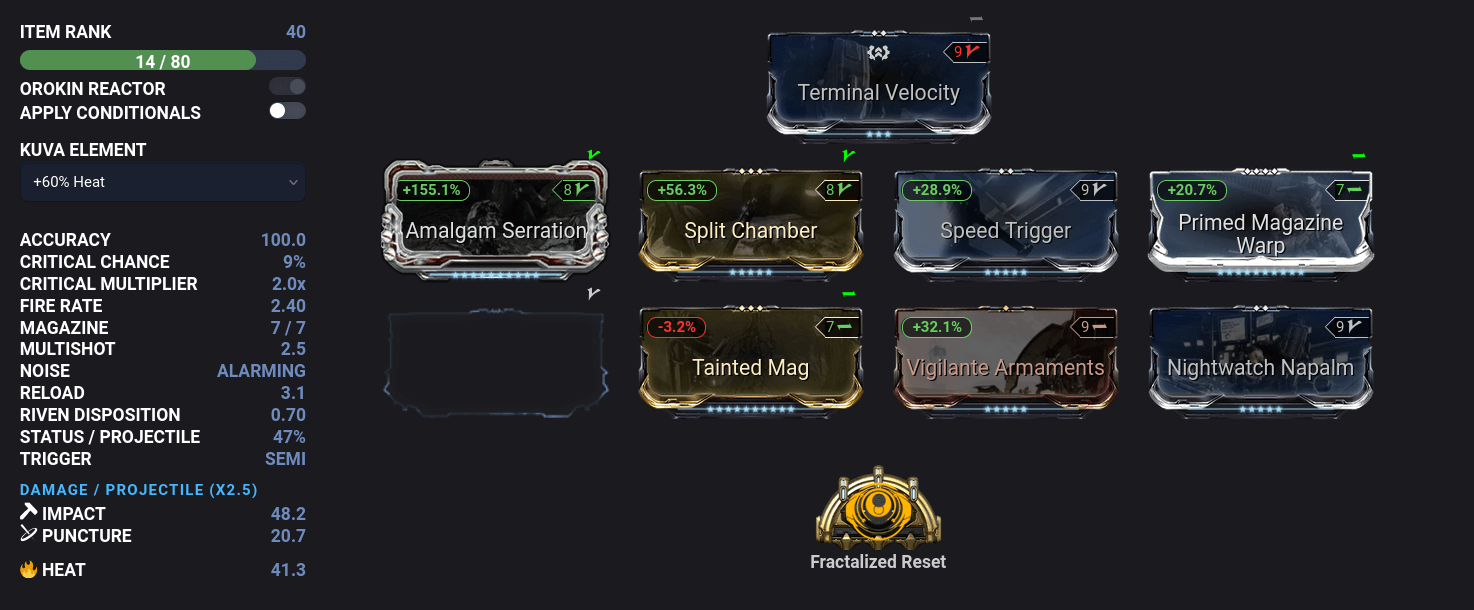 ITEM RANK 40
14 / 80
OROKIN REACTOR
APPLY CONDITIONALS
KUVA ELEMENT
+60% Heat
ACCURACY 100.0
CRITICAL CHANCE 9%
CRITICAL MULTIPLIER 2.0x
FIRE RATE 2.40
MAGAZINE 7 / 7
MULTISHOT 2.5
NOISE ALARMING
RELOAD 3.1
RIVEN DISPOSITION 0.70
STATUS / PROJECTILE 47%
TRIGGER SEMI
DAMAGE / PROJECTILE (X2.5)
IMPACT 48.2
PUNCTURE 20.7
HEAT 41.3
9
Terminal Velocity
+155.1% 8
Amalgam Serration
+56.3% 8
Split Chamber
+28.9% 9
Speed Trigger
+20.7% 7
Primed Magazine
Warp
-3.2% 7
Tainted Mag
+32.1% 9
Vigilante Armaments
9
Nightwatch Napalm
Fractalized Reset